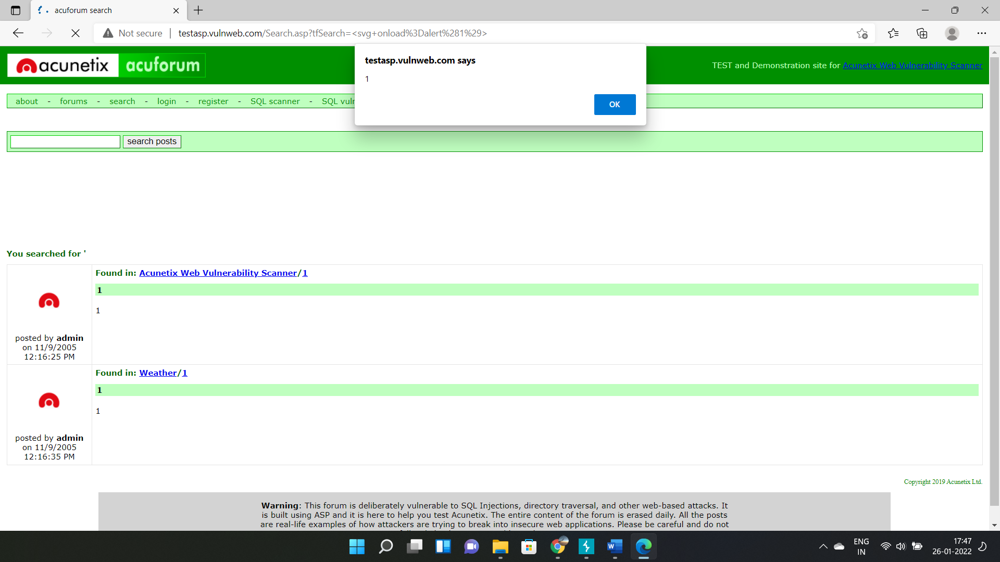 acuforum search
Not secure
testasp.vulnweb.com/Search.asp?tfSearch=<svg+onload%3Dalert%281%29>
testasp.vulnweb.com says
1
OK
acunetix acuforum
TEST and Demonstration site for Acunetix Web Vulnerability Scanner
about - forums - search - login - register - SQL scanner - SQL vuln
search posts
You searched for '
Found in: Acunetix Web Vulnerability Scanner/1
1
1
posted by admin
on 11/9/2005
12:16:25 PM
Found in: Weather/1
1
1
posted by admin
on 11/9/2005
12:16:35 PM
Copyright 2019 Acunetix Ltd.
Warning: This forum is deliberately vulnerable to SQL Injections, directory traversal, and other web-based attacks. It
is built using ASP and it is here to help you test Acunetix. The entire content of the forum is erased daily. All the posts
are real-life examples of how attackers are trying to break into insecure web applications. Please be careful and do not
ENG
IN
17:47
26-01-2022